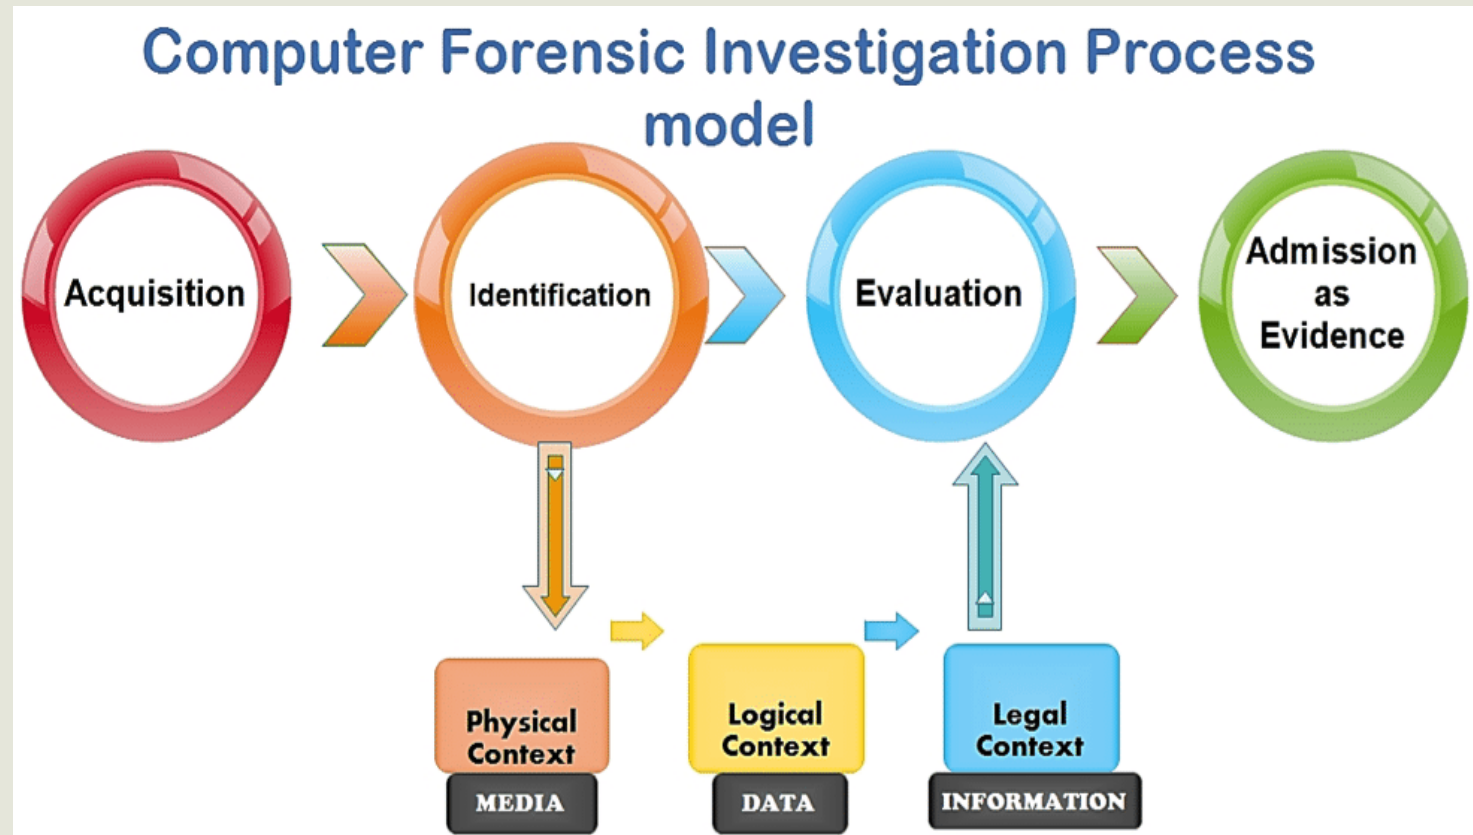 Computer Forensic Investigation Process
model
Acquisition
Identification
Evaluation
Admission
as
Evidence
Physical
Context
MEDIA
Logical
Context
DATA
Legal
Context
INFORMATION